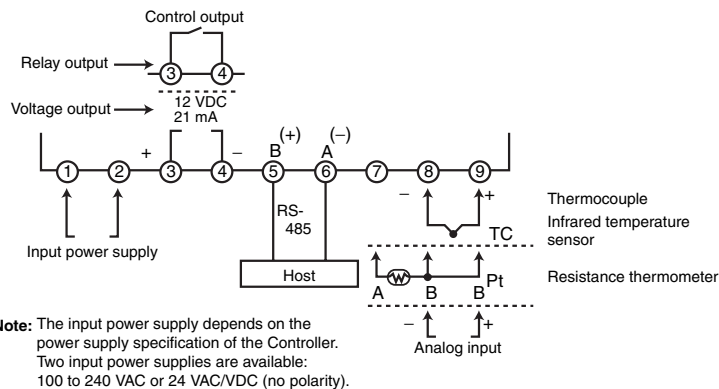 Control output
Relay output
3 4
Voltage output
12 VDC
21 mA
(+) (−)
+ − B A
1 2 3 4 5 6 7 8 9
− +
RS-
485
TC
Thermocouple
Infrared temperature
sensor
Input power supply
Host
A B B Pt
Resistance thermometer
− +
Analog input
Note: The input power supply depends on the
power supply specification of the Controller.
Two input power supplies are available:
100 to 240 VAC or 24 VAC/VDC (no polarity).